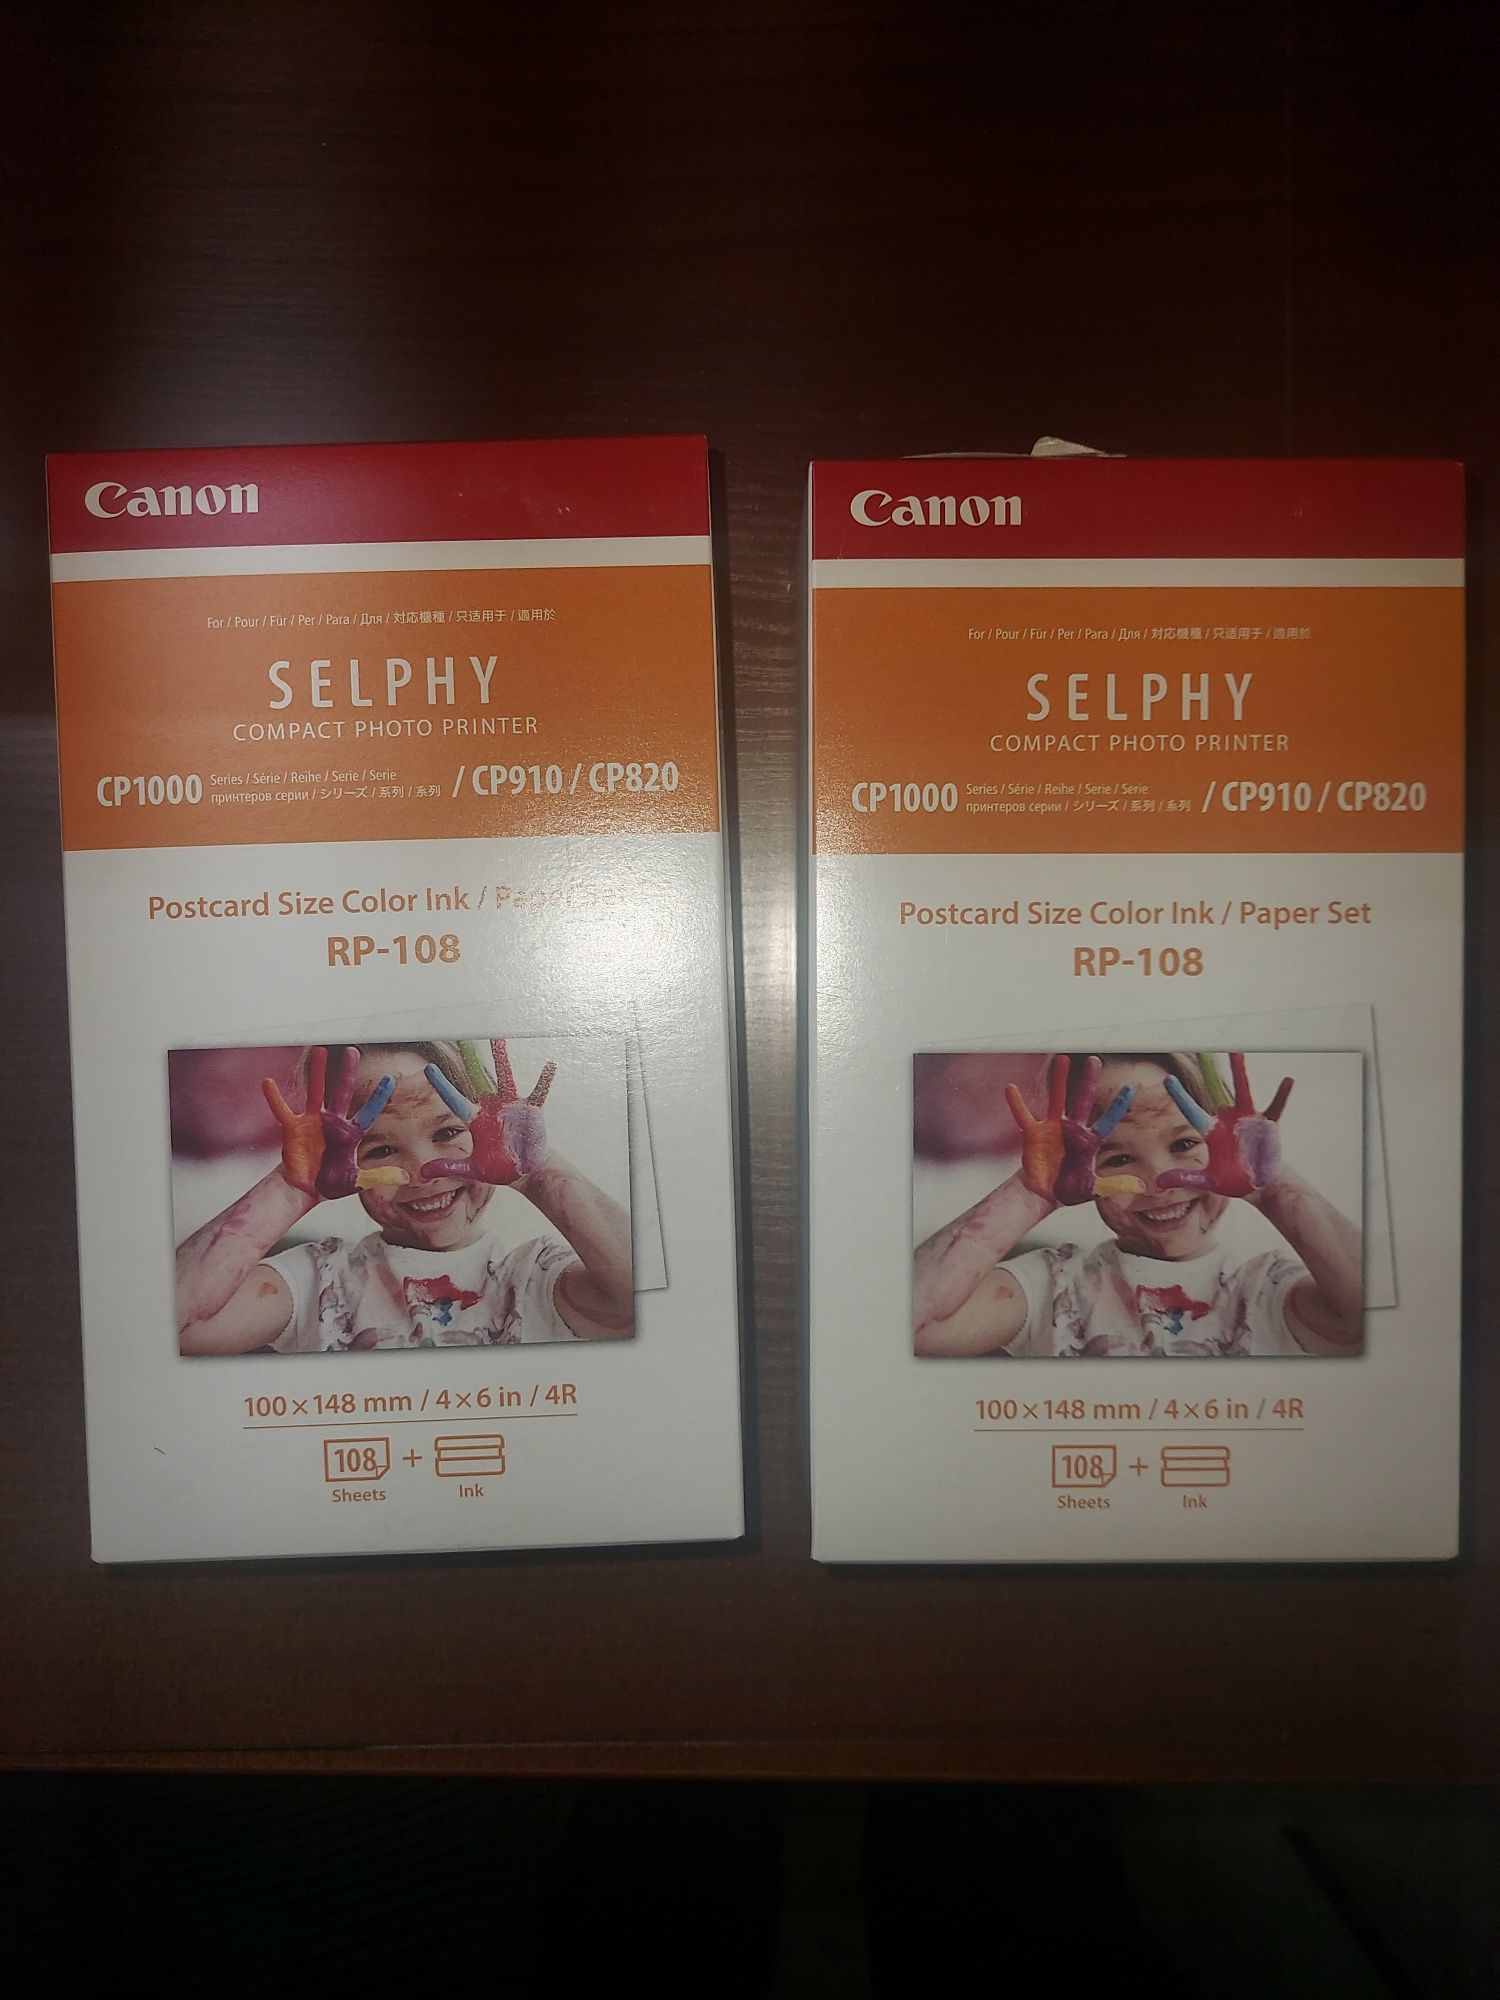 Canon
For / Pour / Für / Per / Para / Для / 対応機種 / 只适用于 / 適用於
SELPHY
COMPACT PHOTO PRINTER
CP1000 Series / Série / Reihe / Serie / Serie / CP910 / CP820
принтеров серии / シリーズ / 系列 / 系列
Postcard Size Color Ink / Paper Set
RP-108
100×148 mm / 4×6 in / 4R
108 +
Sheets Ink
Canon
For / Pour / Für / Per / Para / Для / 対応機種 / 只适用于 / 適用於
SELPHY
COMPACT PHOTO PRINTER
CP1000 Series / Série / Reihe / Serie / Serie / CP910 / CP820
принтеров серии / シリーズ / 系列 / 系列
Postcard Size Color Ink / Paper Set
RP-108
100×148 mm / 4×6 in / 4R
108 +
Sheets Ink